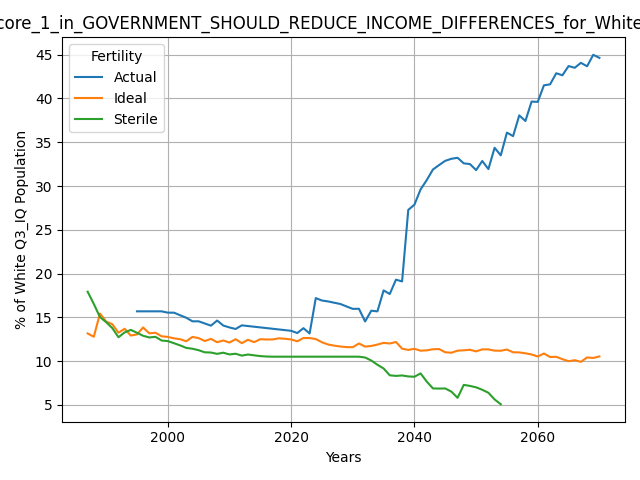 core_1_in_GOVERNMENT_SHOULD_REDUCE_INCOME_DIFFERENCES_for_White
Fertility
Actual
Ideal
Sterile
% of White Q3_IQ Population
45
40
35
30
25
20
15
10
5
2000 2020 2040 2060
Years